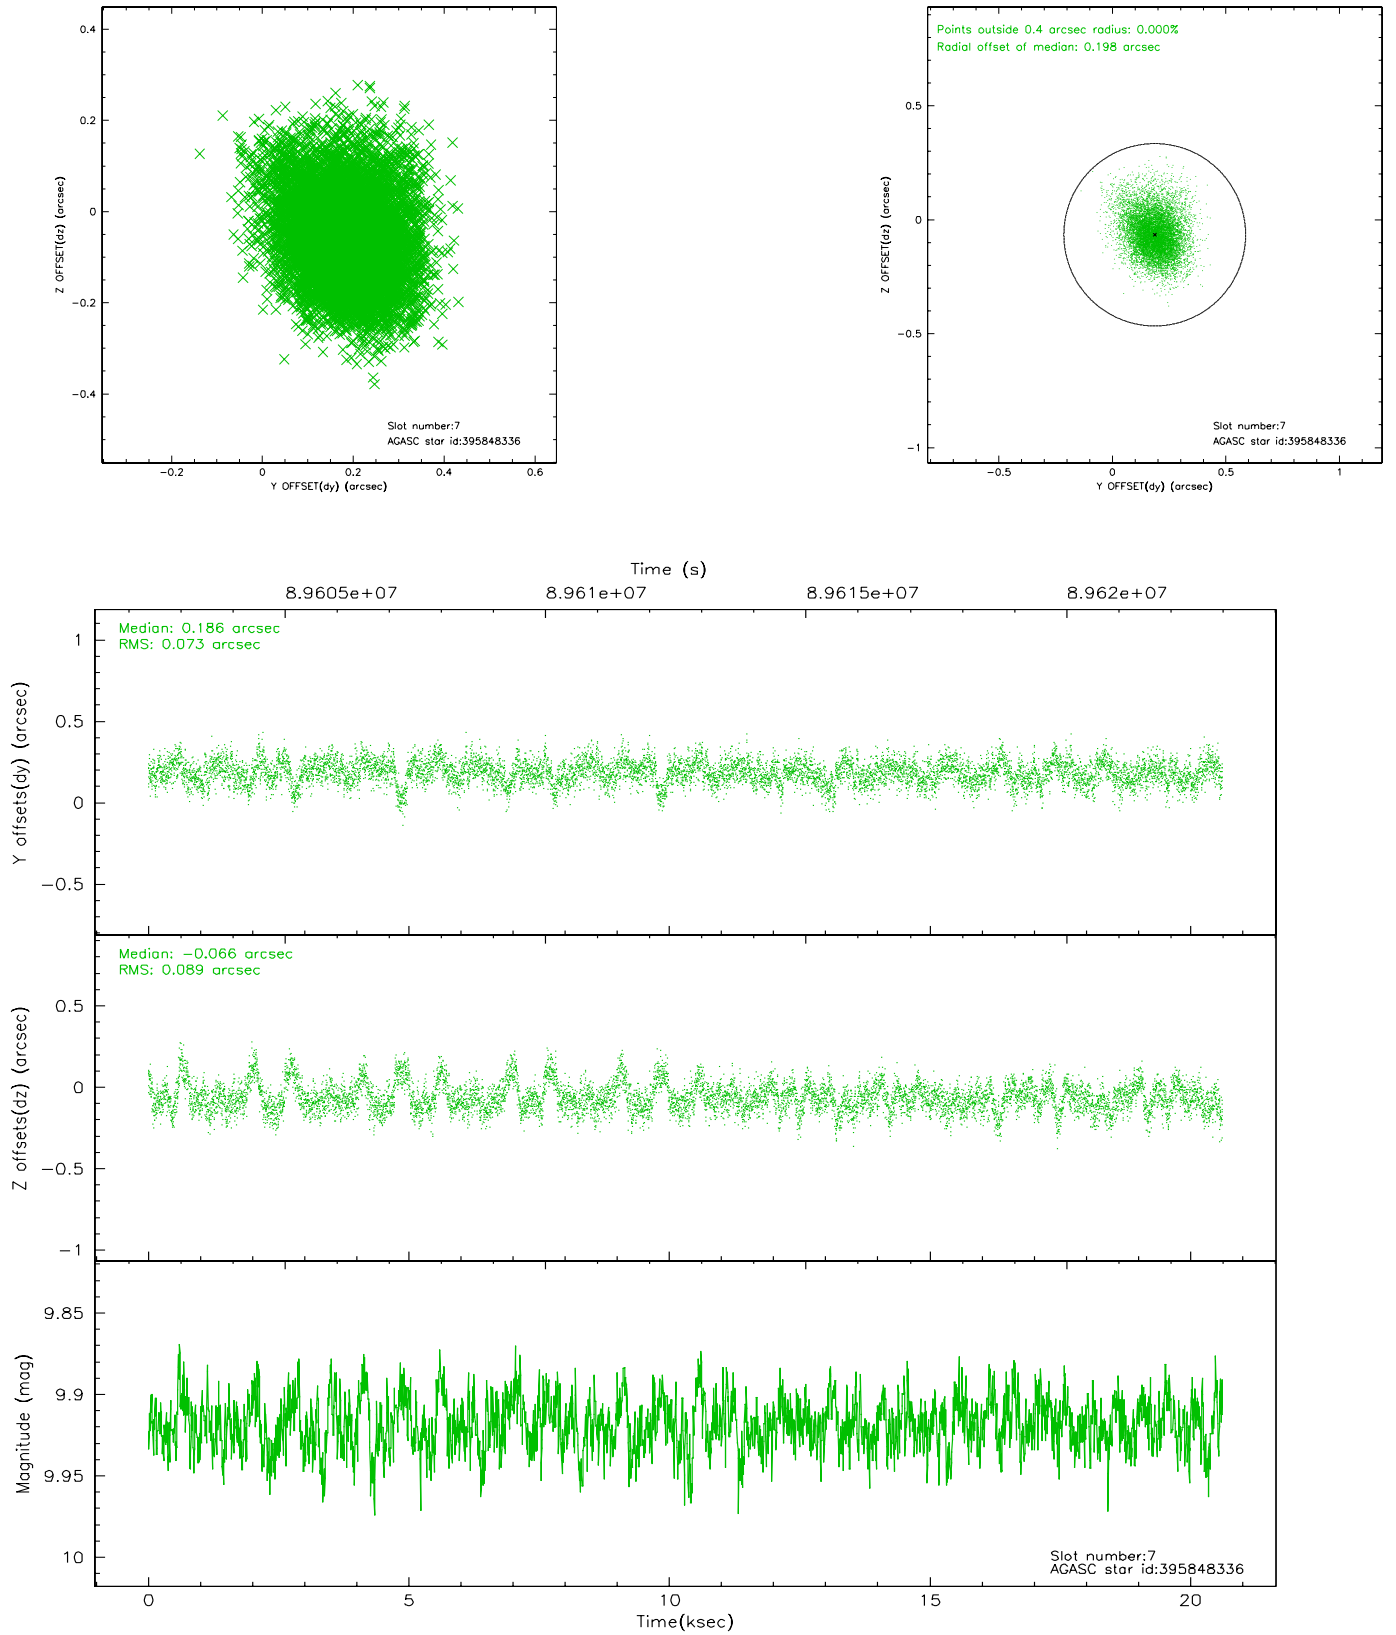 0.4
0.2
0
−0.2
−0.4
Z OFFSET(dz) (arcsec)
−0.2
0
0.2
0.4
0.6
Y OFFSET(dy) (arcsec)
Slot number:7
AGASC star id:395848336
Points outside 0.4 arcsec radius: 0.000%
Radial offset of median: 0.198 arcsec
0.5
0
−0.5
−1
Z OFFSET(dz) (arcsec)
−0.5
0
0.5
1
Y OFFSET(dy) (arcsec)
Slot number:7
AGASC star id:395848336
Time (s)
8.9605e+07
8.961e+07
8.9615e+07
8.962e+07
Median: 0.186 arcsec
RMS: 0.073 arcsec
1
0.5
0
−0.5
Y offsets(dy) (arcsec)
Median: −0.066 arcsec
RMS: 0.089 arcsec
0.5
0
−0.5
−1
Z offsets(dz) (arcsec)
9.85
9.9
9.95
10
Magnitude (mag)
Slot number:7
AGASC star id:395848336
0
5
10
15
20
Time(ksec)